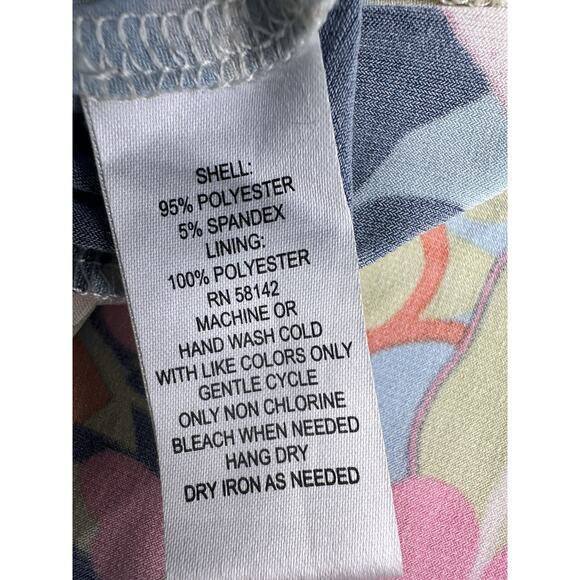 SHELL:
95% POLYESTER
5% SPANDEX
LINING:
100% POLYESTER
RN 58142
MACHINE OR
HAND WASH COLD
WITH LIKE COLORS ONLY
GENTLE CYCLE
ONLY NON CHLORINE
BLEACH WHEN NEEDED
HANG DRY
DRY IRON AS NEEDED